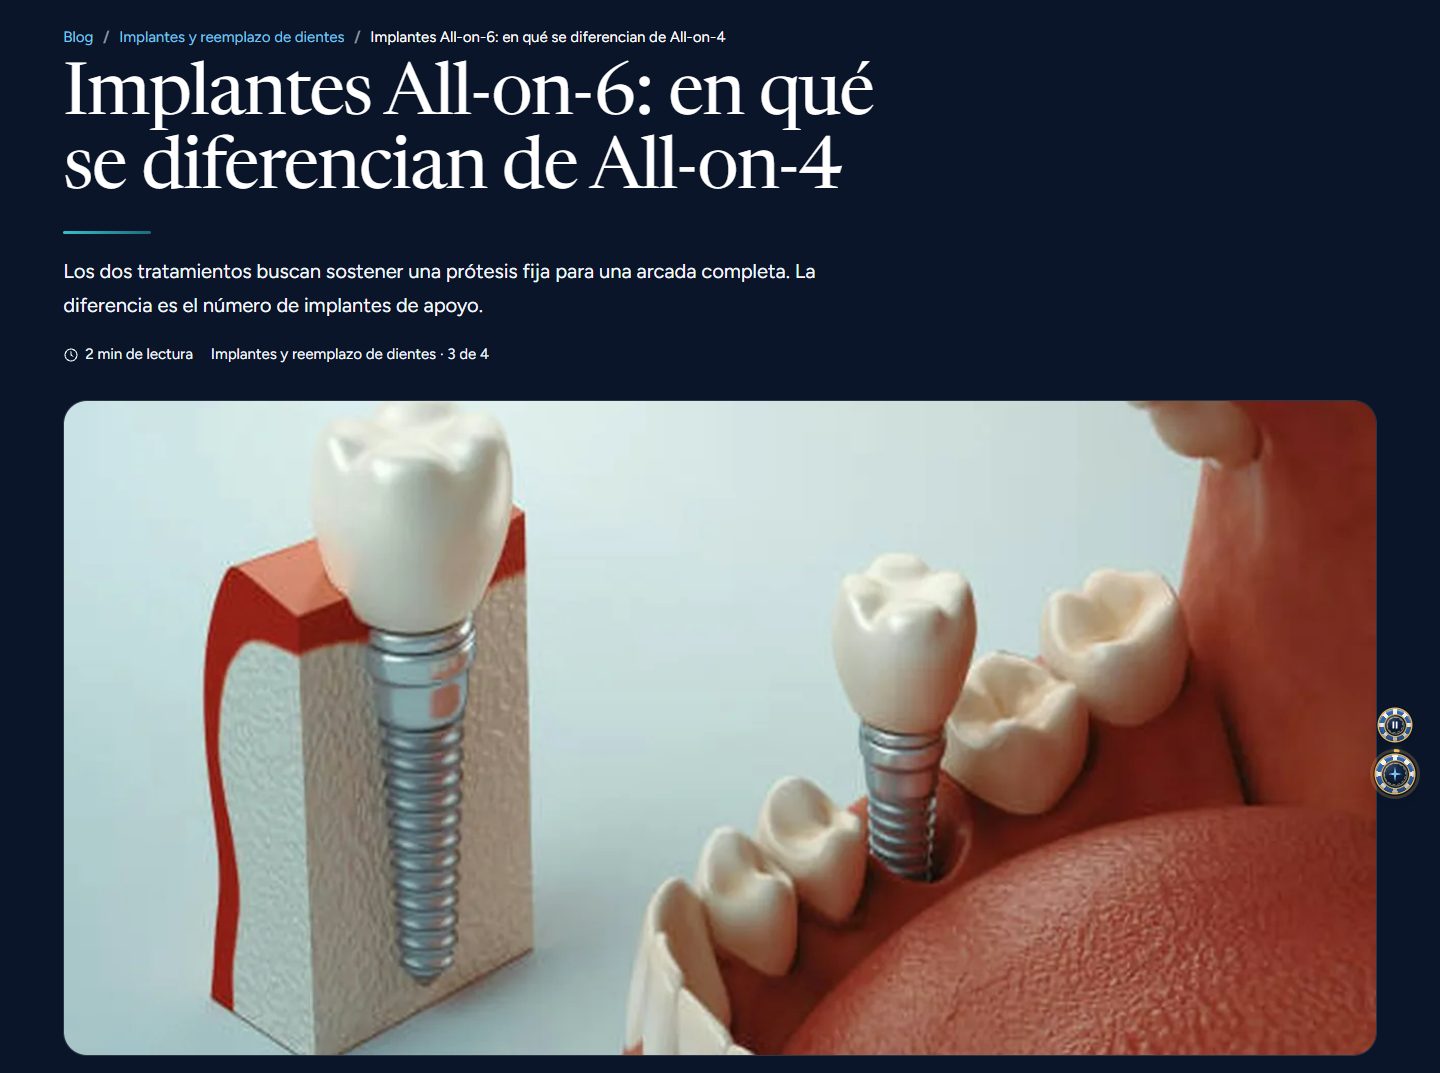 Blog / Implantes y reemplazo de dientes / Implantes All-on-6: en qué se diferencian de All-on-4
Implantes All-on-6: en qué
se diferencian de All-on-4
Los dos tratamientos buscan sostener una prótesis fija para una arcada completa. La
diferencia es el número de implantes de apoyo.
2 min de lectura Implantes y reemplazo de dientes · 3 de 4